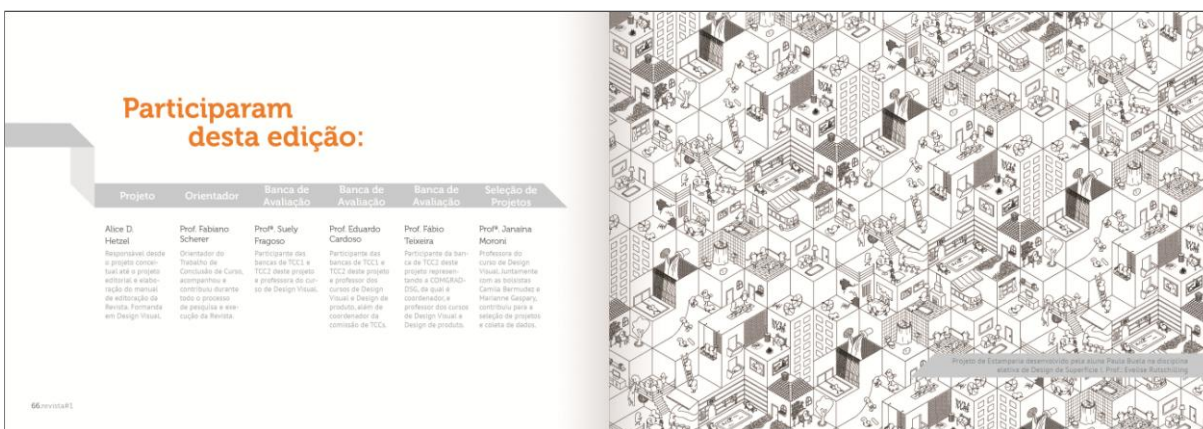 Participaram
desta edição:
Projeto
Orientador
Banca de
Avaliação
Banca de
Avaliação
Banca de
Avaliação
Seleção de
Projetos
Alice D.
Hetzel
Responsável desde
o projeto concei-
tual até o projeto
editorial e elabo-
ração do manual
de editoração da
Revista. Formanda
em Design Visual.
Prof. Fabiano
Scherer
Orientador do
Trabalho de
Conclusão de Curso,
acompanhou e
contribuiu durante
todo o processo
de pesquisa e exe-
cução da Revista.
Profª. Suely
Fragoso
Participante das
bancas de TCC1 e
TCC2 deste projeto
e professora do cur-
so de Design Visual.
Prof. Eduardo
Cardoso
Participante das
bancas de TCC1 e
TCC2 deste projeto
e professor dos
cursos de Design
Visual e Design de
produto, além de
coordenador da
comissão de TCCs.
Prof. Fábio
Teixeira
Participante da ban-
ca de TCC2 deste
projeto represen-
tando a COMGRAD-
DSG, da qual é
coordenador, e
professor dos cursos
de Design Visual e
Design de produto.
Profª. Janaína
Moroni
Professora do
curso de Design
Visual. Juntamente
com as bolsistas
Camila Bermudez e
Marianne Gaspary,
contribuiu para a
seleção de projetos
e coleta de dados.
66.revista#1
Projeto de Estamparia desenvolvido pela aluna Paula Buela na disciplina
eletiva de Design de Superfície I. Prof.: Evelise Rutschilling